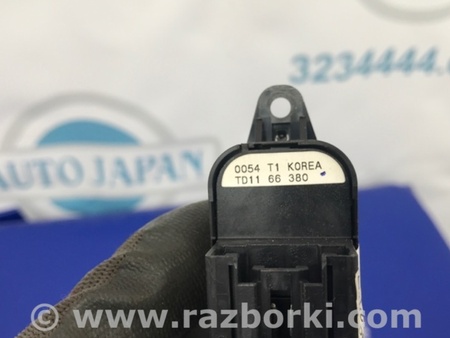 3234444.c
AUTO JAPAN
0054 T1 KOREA
TD11 66 380
www.razborki.com